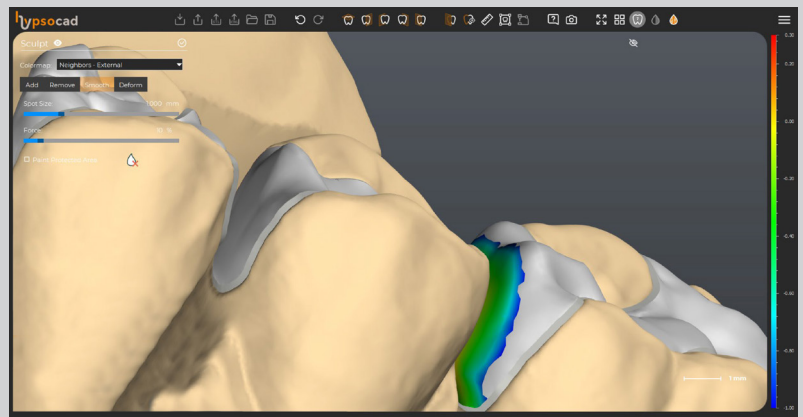 hypsocad
Sculpt
Colormap: Neighbors - External
Add Remove Smooth Deform
Spot Size mm
Force %
0.30
0.20
0.00
-0.20
-0.40
-0.60
-0.80
-1.00
1 mm